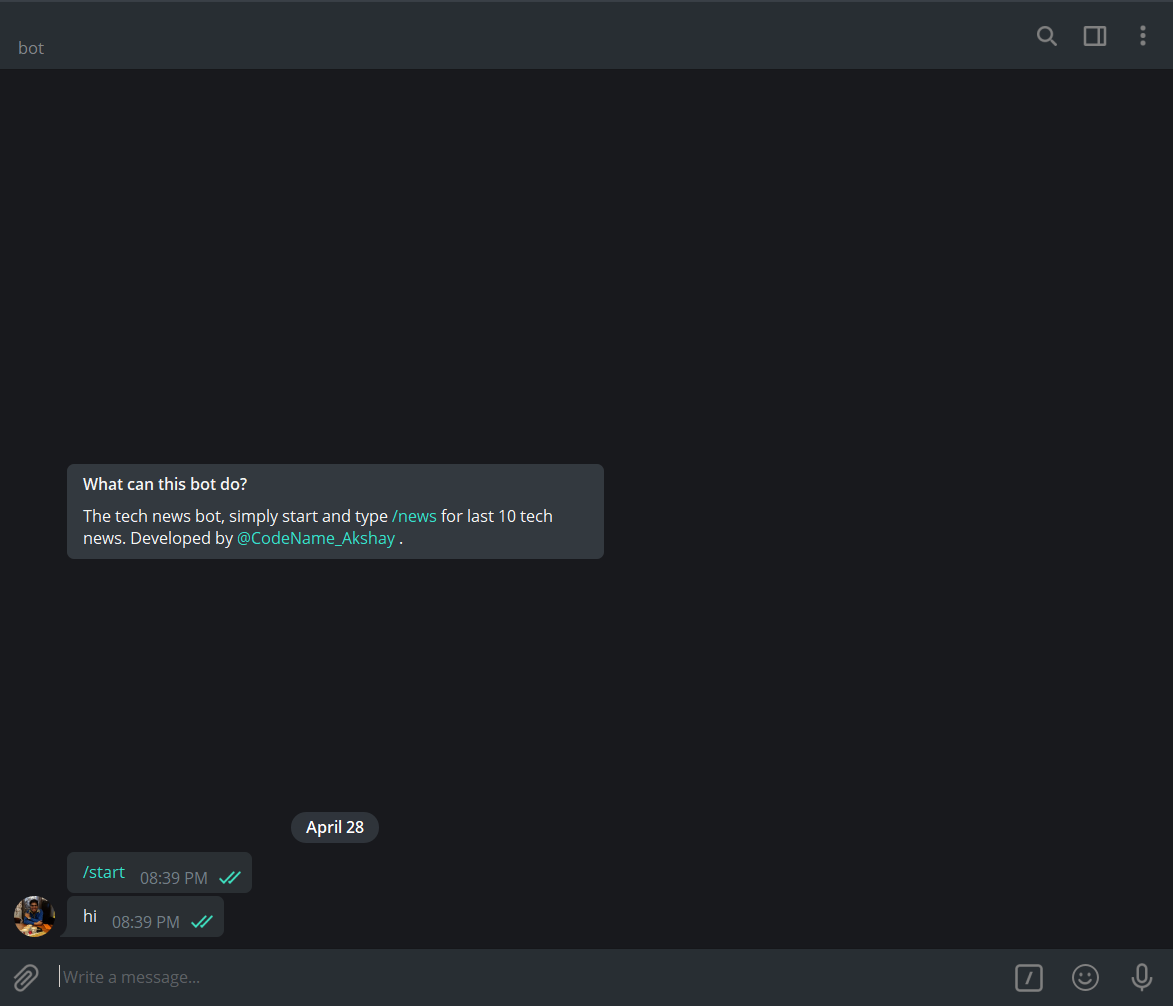 bot
What can this bot do?
The tech news bot, simply start and type /news for last 10 tech
news. Developed by @CodeName_Akshay .
April 28
/start 08:39 PM
hi 08:39 PM
Write a message...